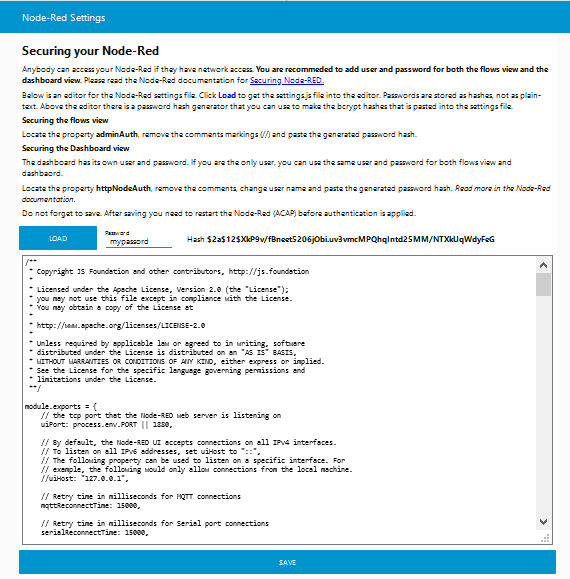 Node-Red Settings
Securing your Node-Red
Anybody can access your Node-Red if they have network access. You are recommeded to add user and password for both the flows view and the
dashboard view. Please read the Node-Red documentation for Securing Node-RED.
Below is an editor for the Node-Red settings file. Click Load to get the settings.js file into the editor. Passwords are stored as hashes, not as plain-
text. Above the editor there is a password hash generator that you can use to make the bcrypt hashes that is pasted into the settings file.
Securing the flows view
Locate the property adminAuth, remove the comments markings (//) and paste the generated password hash.
Securing the Dashboard view
The dashboard has its own user and password. If you are the only user, you can use the same user and password for both flows view and
dashbaord.
Locate the property httpNodeAuth, remove the comments, change user name and paste the generated password hash. Read more in the Node-Red
documentation.
Do not forget to save. After saving you need to restart the Node-Red (ACAP) before authentication is applied.
LOAD
Password
mypassord
Hash $2a$12$XkP9v/fBneet5206jObi.uv3vmcMPQhqIntd25MM/NTXkUqWdyFeG
/**
* Copyright JS Foundation and other contributors, http://js.foundation
*
* Licensed under the Apache License, Version 2.0 (the "License");
* you may not use this file except in compliance with the License.
* You may obtain a copy of the License at
*
* http://www.apache.org/licenses/LICENSE-2.0
*
* Unless required by applicable law or agreed to in writing, software
* distributed under the License is distributed on an "AS IS" BASIS,
* WITHOUT WARRANTIES OR CONDITIONS OF ANY KIND, either express or implied.
* See the License for the specific language governing permissions and
* limitations under the License.
**/
module.exports = {
// the tcp port that the Node-RED web server is listening on
uiPort: process.env.PORT || 1880,
// By default, the Node-RED UI accepts connections on all IPv4 interfaces.
// To listen on all IPv6 addresses, set uiHost to "::",
// The following property can be used to listen on a specific interface. For
// example, the following would only allow connections from the local machine.
//uiHost: "127.0.0.1",
// Retry time in milliseconds for MQTT connections
mqttReconnectTime: 15000,
// Retry time in milliseconds for Serial port connections
serialReconnectTime: 15000,
SAVE